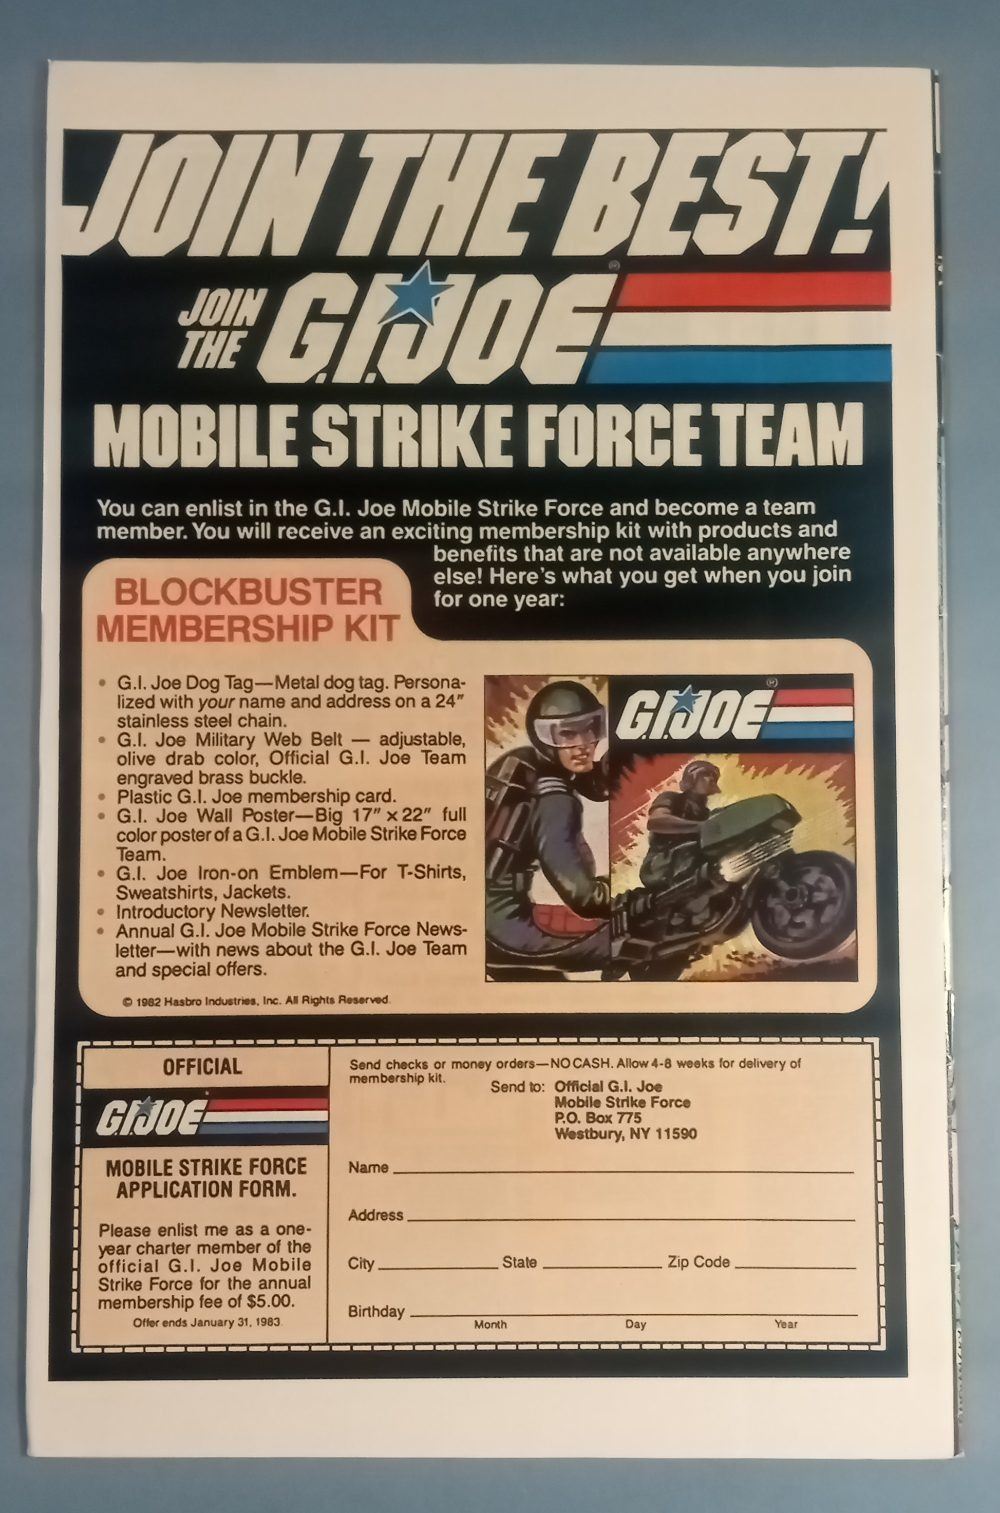 JOIN THE BEST!
JOIN
THE
G.I. JOE
®
MOBILE STRIKE FORCE TEAM
You can enlist in the G.I. Joe Mobile Strike Force and become a team
member. You will receive an exciting membership kit with products and
benefits that are not available anywhere
else! Here's what you get when you join
for one year:
BLOCKBUSTER
MEMBERSHIP KIT
• G.I. Joe Dog Tag—Metal dog tag. Persona-
lized with your name and address on a 24"
stainless steel chain.
• G.I. Joe Military Web Belt — adjustable,
olive drab color, Official G.I. Joe Team
engraved brass buckle.
• Plastic G.I. Joe membership card.
• G.I. Joe Wall Poster—Big 17" x 22" full
color poster of a G.I. Joe Mobile Strike Force
Team.
• G.I. Joe Iron-on Emblem—For T-Shirts,
Sweatshirts, Jackets.
• Introductory Newsletter.
• Annual G.I. Joe Mobile Strike Force News-
letter—with news about the G.I. Joe Team
and special offers.
© 1982 Hasbro Industries, Inc. All Rights Reserved.
G.I. JOE
®
OFFICIAL
G.I. JOE
MOBILE STRIKE FORCE
APPLICATION FORM.
Please enlist me as a one-
year charter member of the
official G.I. Joe Mobile
Strike Force for the annual
membership fee of $5.00.
Offer ends January 31, 1983.
Send checks or money orders—NO CASH. Allow 4-8 weeks for delivery of
membership kit.
Send to: Official G.I. Joe
Mobile Strike Force
P.O. Box 775
Westbury, NY 11590
Name
Address
City State Zip Code
Birthday
Month Day Year